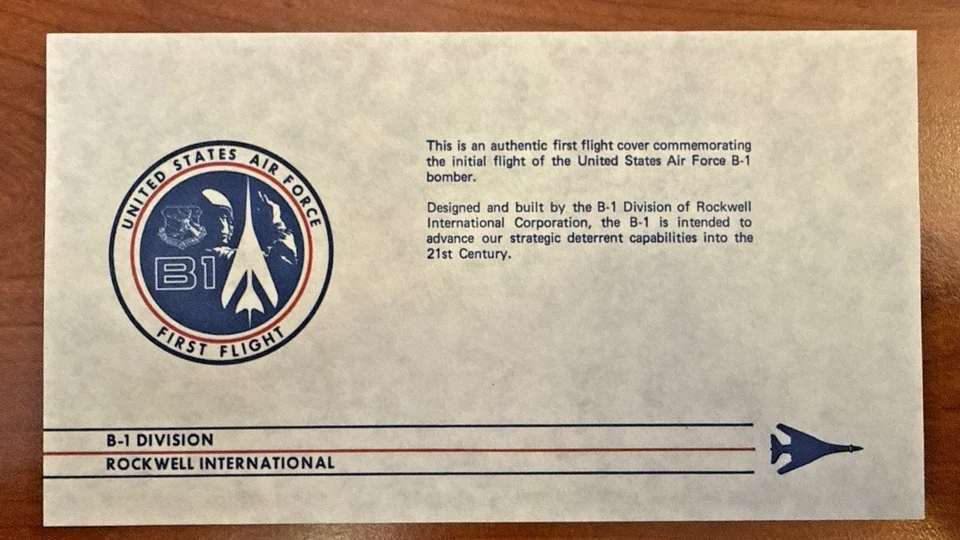 UNITED STATES AIR FORCE
B1
FIRST FLIGHT
This is an authentic first flight cover commemorating
the initial flight of the United States Air Force B-1
bomber.
Designed and built by the B-1 Division of Rockwell
International Corporation, the B-1 is intended to
advance our strategic deterrent capabilities into the
21st Century.
B-1 DIVISION
ROCKWELL INTERNATIONAL